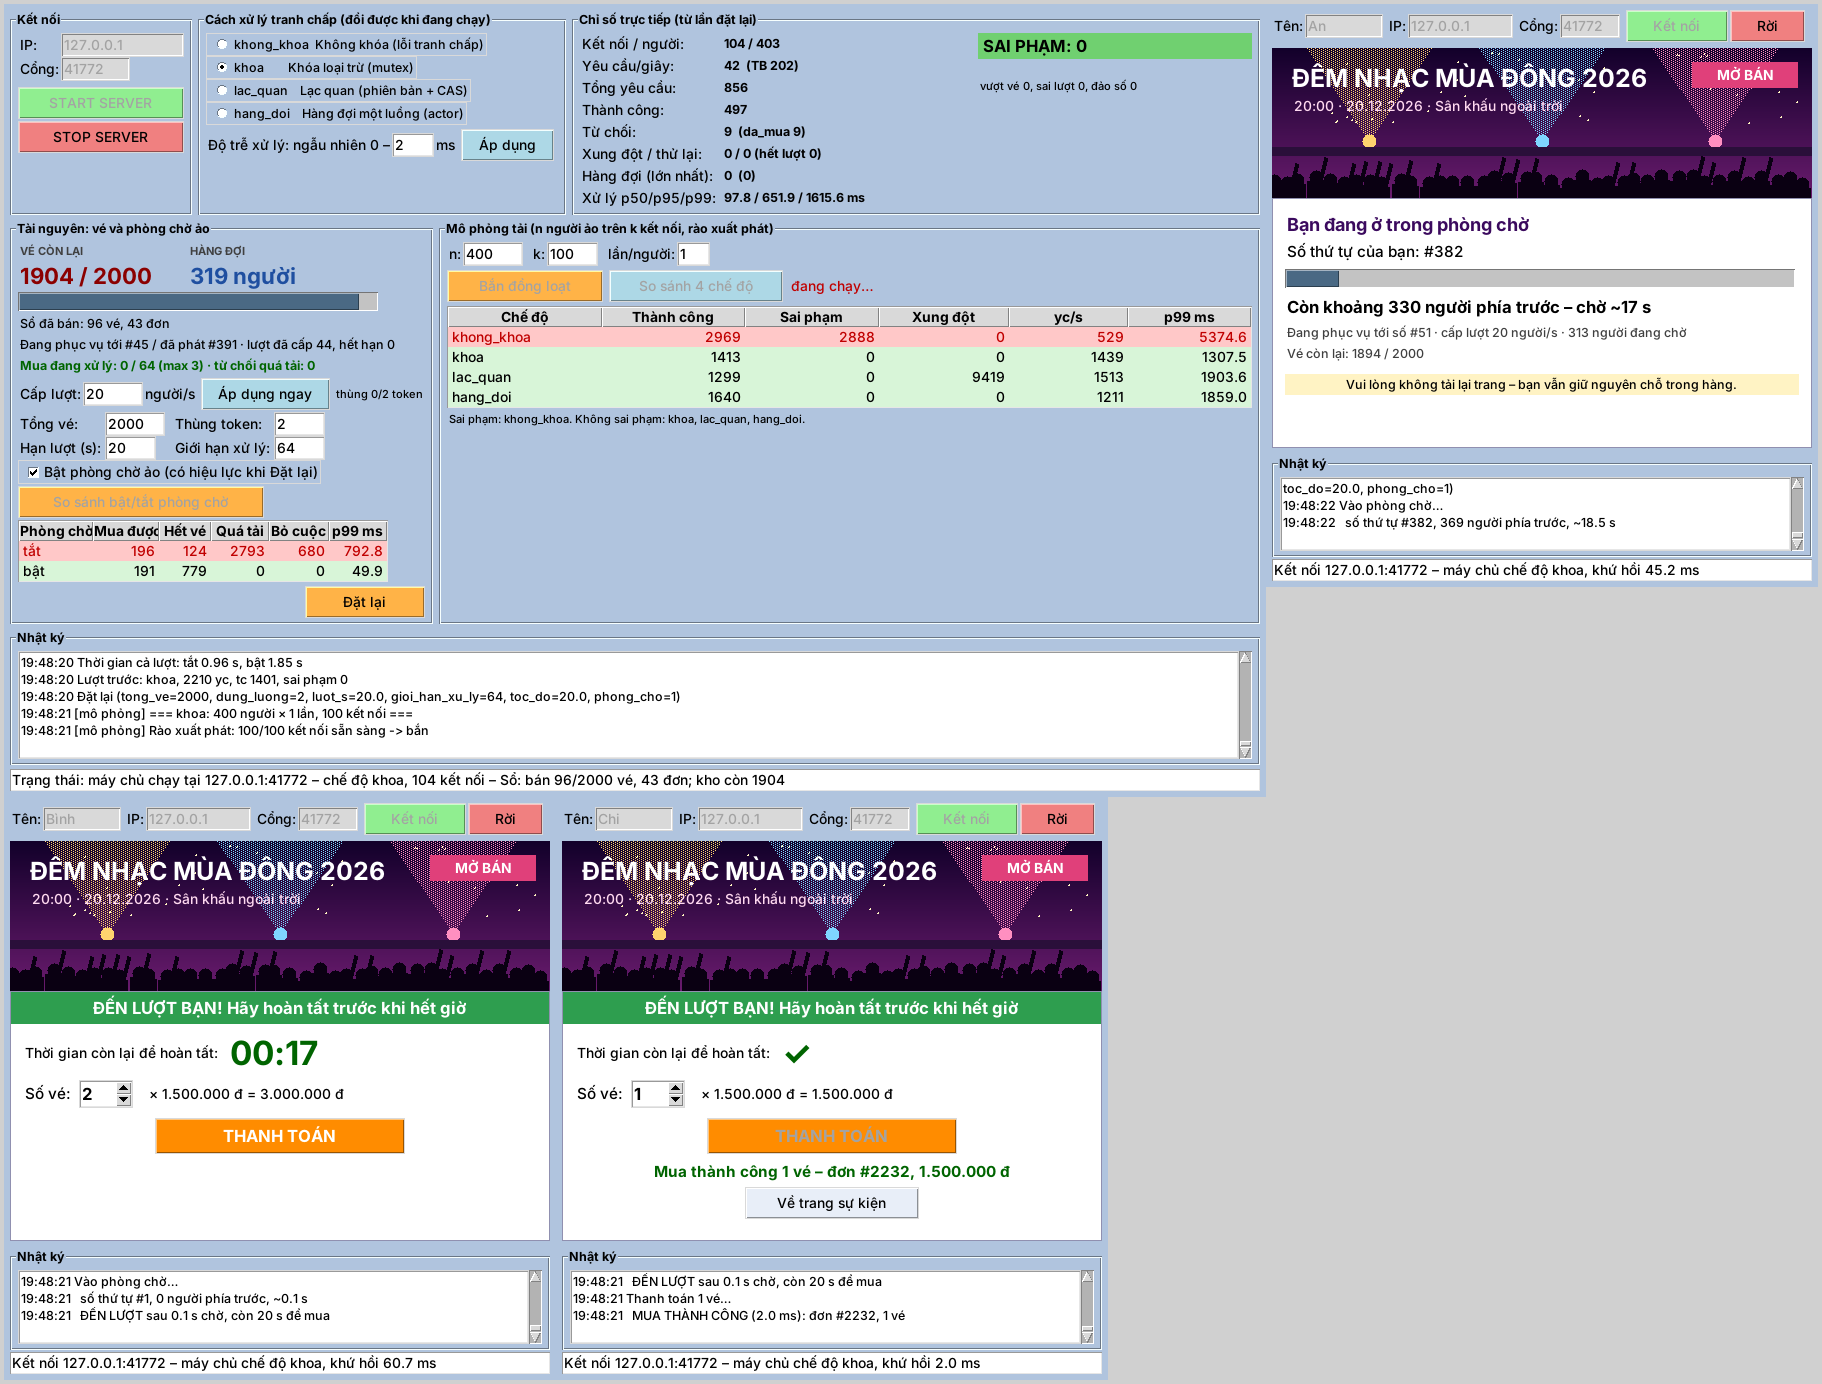 Kết nối
IP: 127.0.0.1
Cổng: 41772
START SERVER
STOP SERVER
Cách xử lý tranh chấp (đổi được khi đang chạy)
khong_khoa Không khóa (lỗi tranh chấp)
khoa Khóa loại trừ (mutex)
lac_quan Lạc quan (phiên bản + CAS)
hang_doi Hàng đợi một luồng (actor)
Độ trễ xử lý: ngẫu nhiên 0 – 2 ms Áp dụng
Chỉ số trực tiếp (từ lần đặt lại)
Kết nối / người: 104 / 403
Yêu cầu/giây: 42 (TB 202)
Tổng yêu cầu: 856
Thành công: 497
Từ chối: 9 (da_mua 9)
Xung đột / thử lại: 0 / 0 (hết lượt 0)
Hàng đợi (lớn nhất): 0 (0)
Xử lý p50/p95/p99: 97.8 / 651.9 / 1615.6 ms
SAI PHẠM: 0
vượt vé 0, sai lượt 0, đảo số 0
Tài nguyên: vé và phòng chờ ảo
VÉ CÒN LẠI HÀNG ĐỢI
1904 / 2000 319 người
Sổ đã bán: 96 vé, 43 đơn
Đang phục vụ tới #45 / đã phát #391 · lượt đã cấp 44, hết hạn 0
Mua đang xử lý: 0 / 64 (max 3) · từ chối quá tải: 0
Cấp lượt: 20 người/s Áp dụng ngay thùng 0/2 token
Tổng vé: 2000 Thùng token: 2
Hạn lượt (s): 20 Giới hạn xử lý: 64
Bật phòng chờ ảo (có hiệu lực khi Đặt lại)
So sánh bật/tắt phòng chờ
Phòng chờ Mua được Hết vé Quá tải Bỏ cuộc p99 ms
tắt 196 124 2793 680 792.8
bật 191 779 0 0 49.9
Đặt lại
Mô phỏng tải (n người ảo trên k kết nối, rào xuất phát)
n: 400 k: 100 lần/người: 1
Bắn đồng loạt So sánh 4 chế độ đang chạy...
Chế độ Thành công Sai phạm Xung đột yc/s p99 ms
khong_khoa 2969 2888 0 529 5374.6
khoa 1413 0 0 1439 1307.5
lac_quan 1299 0 9419 1513 1903.6
hang_doi 1640 0 0 1211 1859.0
Sai phạm: khong_khoa. Không sai phạm: khoa, lac_quan, hang_doi.
Nhật ký
19:48:20 Thời gian cả lượt: tắt 0.96 s, bật 1.85 s
19:48:20 Lượt trước: khoa, 2210 yc, tc 1401, sai phạm 0
19:48:20 Đặt lại (tong_ve=2000, dung_luong=2, luot_s=20.0, gioi_han_xu_ly=64, toc_do=20.0, phong_cho=1)
19:48:21 [mô phỏng] === khoa: 400 người × 1 lần, 100 kết nối ===
19:48:21 [mô phỏng] Rào xuất phát: 100/100 kết nối sẵn sàng -> bắn
Trạng thái: máy chủ chạy tại 127.0.0.1:41772 – chế độ khoa, 104 kết nối – Sổ: bán 96/2000 vé, 43 đơn; kho còn 1904
Tên: An IP: 127.0.0.1 Cổng: 41772 Kết nối Rời
ĐÊM NHẠC MÙA ĐÔNG 2026 MỞ BÁN
20:00 · 20.12.2026 · Sân khấu ngoài trời
Bạn đang ở trong phòng chờ
Số thứ tự của bạn: #382
Còn khoảng 330 người phía trước – chờ ~17 s
Đang phục vụ tới số #51 · cấp lượt 20 người/s · 313 người đang chờ
Vé còn lại: 1894 / 2000
Vui lòng không tải lại trang – bạn vẫn giữ nguyên chỗ trong hàng.
Nhật ký
toc_do=20.0, phong_cho=1)
19:48:22 Vào phòng chờ...
19:48:22 số thứ tự #382, 369 người phía trước, ~18.5 s
Kết nối 127.0.0.1:41772 – máy chủ chế độ khoa, khứ hồi 45.2 ms
Tên: Bình IP: 127.0.0.1 Cổng: 41772 Kết nối Rời
ĐÊM NHẠC MÙA ĐÔNG 2026 MỞ BÁN
20:00 · 20.12.2026 · Sân khấu ngoài trời
ĐẾN LƯỢT BẠN! Hãy hoàn tất trước khi hết giờ
Thời gian còn lại để hoàn tất: 00:17
Số vé: 2 × 1.500.000 đ = 3.000.000 đ
THANH TOÁN
Nhật ký
19:48:21 Vào phòng chờ...
19:48:21 số thứ tự #1, 0 người phía trước, ~0.1 s
19:48:21 ĐẾN LƯỢT sau 0.1 s chờ, còn 20 s để mua
Kết nối 127.0.0.1:41772 – máy chủ chế độ khoa, khứ hồi 60.7 ms
Tên: Chi IP: 127.0.0.1 Cổng: 41772 Kết nối Rời
ĐÊM NHẠC MÙA ĐÔNG 2026 MỞ BÁN
20:00 · 20.12.2026 · Sân khấu ngoài trời
ĐẾN LƯỢT BẠN! Hãy hoàn tất trước khi hết giờ
Thời gian còn lại để hoàn tất: ✓
Số vé: 1 × 1.500.000 đ = 1.500.000 đ
THANH TOÁN
Mua thành công 1 vé – đơn #2232, 1.500.000 đ
Về trang sự kiện
Nhật ký
19:48:21 ĐẾN LƯỢT sau 0.1 s chờ, còn 20 s để mua
19:48:21 Thanh toán 1 vé...
19:48:21 MUA THÀNH CÔNG (2.0 ms): đơn #2232, 1 vé
Kết nối 127.0.0.1:41772 – máy chủ chế độ khoa, khứ hồi 2.0 ms